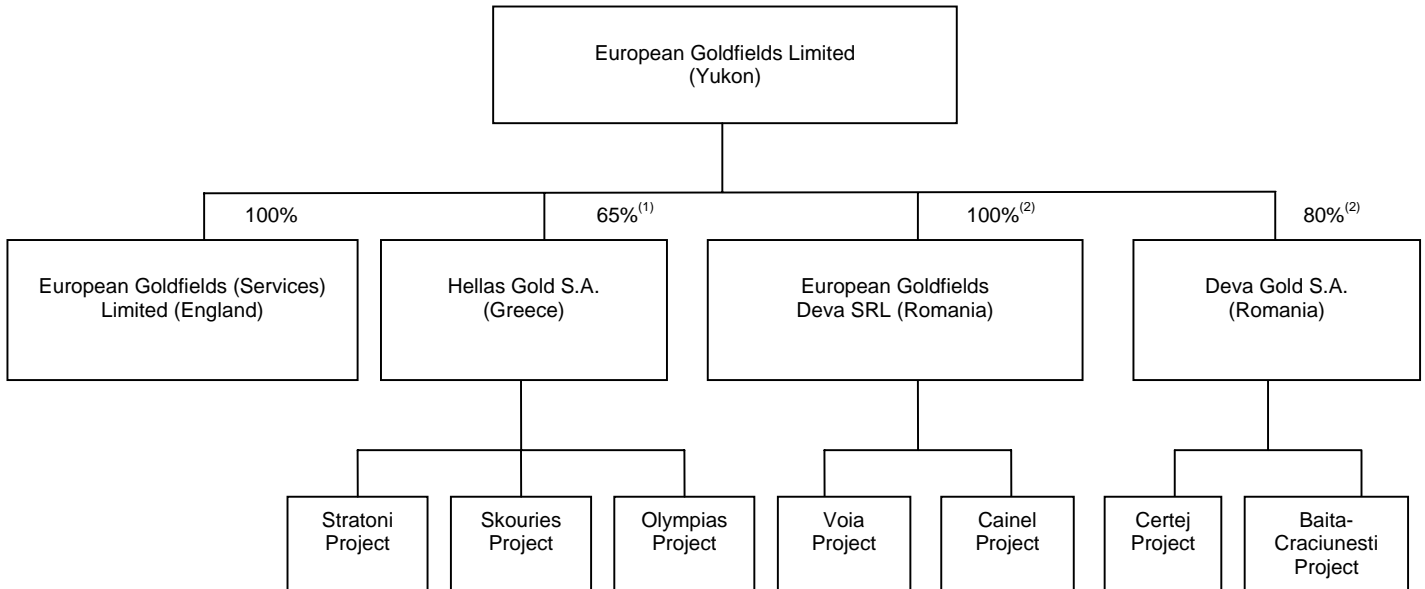 European Goldfields Limited
(Yukon)
100%
65%(1)
100%(2)
80%(2)
European Goldfields (Services)
Limited (England)
Hellas Gold S.A.
(Greece)
European Goldfields
Deva SRL (Romania)
Deva Gold S.A.
(Romania)
Stratoni
Project
Skouries
Project
Olympias
Project
Voia
Project
Cainel
Project
Certej
Project
Baita-
Craciunesti
Project